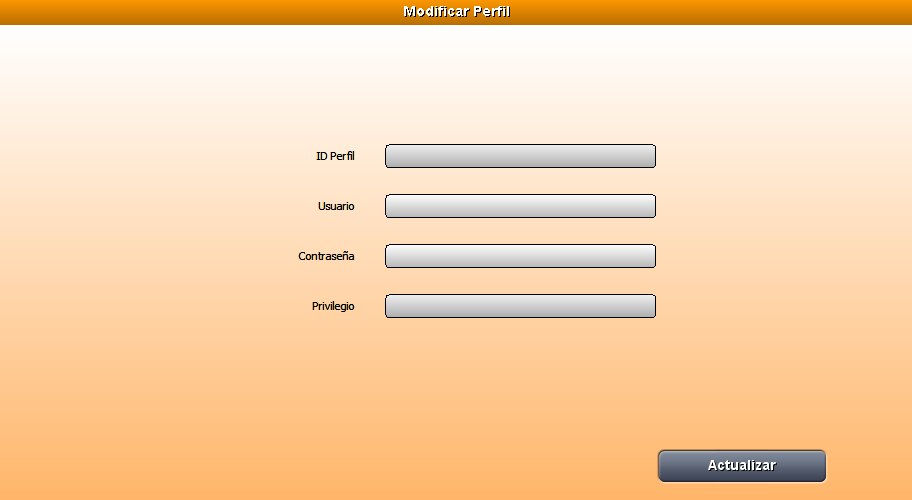 Modificar Perfil
ID Perfil
Usuario
Contraseña
Privilegio
Actualizar